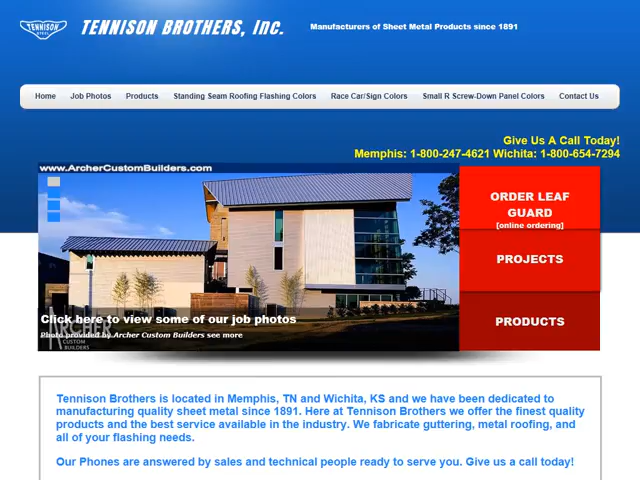 TENNISON
STEEL
TENNISON BROTHERS, Inc.
Manufacturers of Sheet Metal Products since 1891
Home Job Photos Products Standing Seam Roofing Flashing Colors Race Car/Sign Colors Small R Screw-Down Panel Colors Contact Us
Give Us A Call Today!
Memphis: 1-800-247-4621 Wichita: 1-800-654-7294
www.ArcherCustomBuilders.com
ORDER LEAF
GUARD
[online ordering]
PROJECTS
PRODUCTS
Click here to view some of our job photos
Photo provided by Archer Custom Builders see more
ARCHER
CUSTOM
BUILDERS
Tennison Brothers is located in Memphis, TN and Wichita, KS and we have been dedicated to
manufacturing quality sheet metal since 1891. Here at Tennison Brothers we offer the finest quality
products and the best service available in the industry. We fabricate guttering, metal roofing, and
all of your flashing needs.
Our Phones are answered by sales and technical people ready to serve you. Give us a call today!